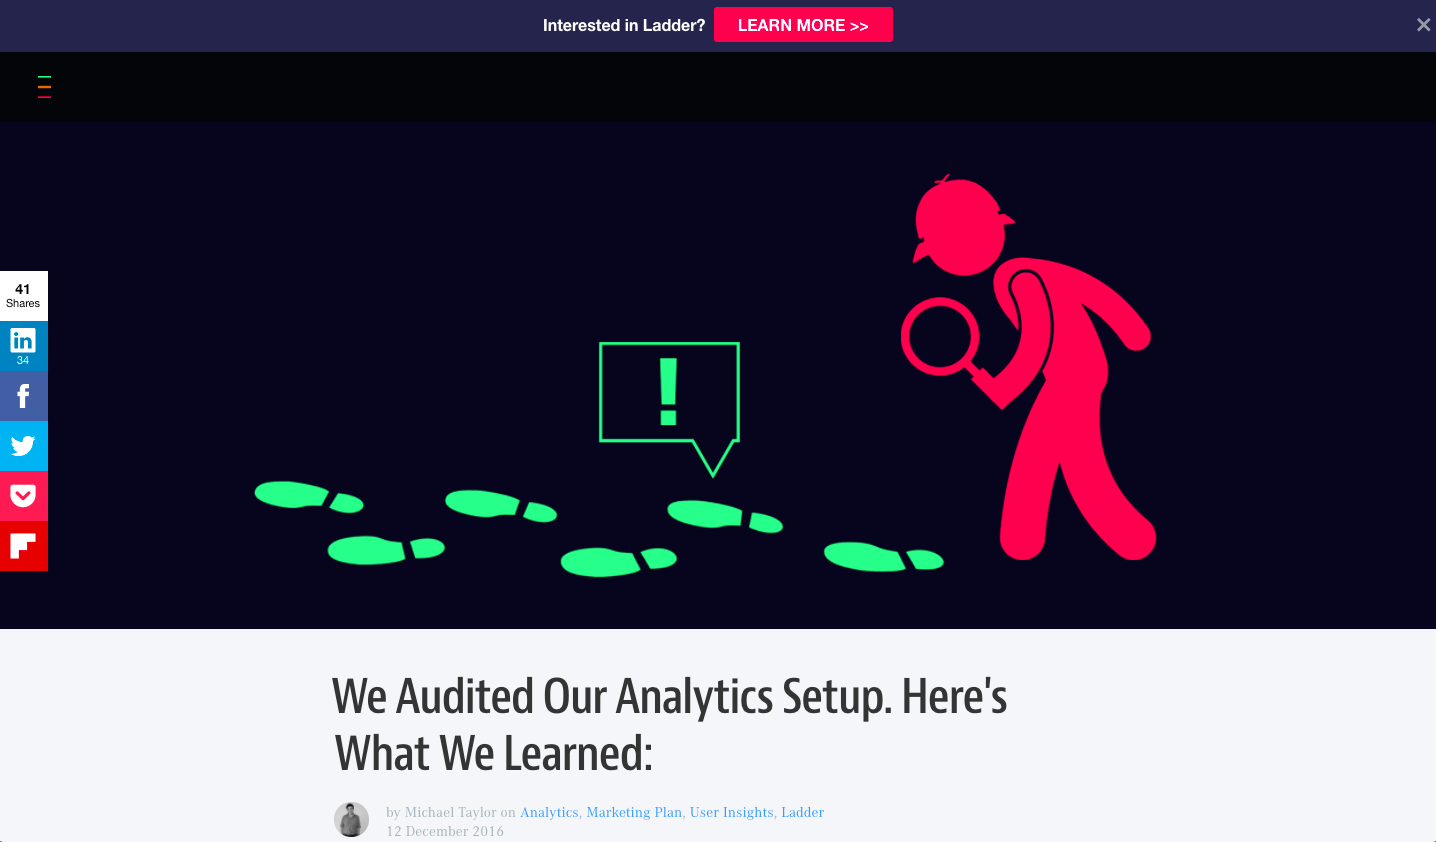 Interested in Ladder? LEARN MORE >>
41
Shares
in
34
f
!
We Audited Our Analytics Setup. Here's
What We Learned:
by Michael Taylor on Analytics, Marketing Plan, User Insights, Ladder
12 December 2016